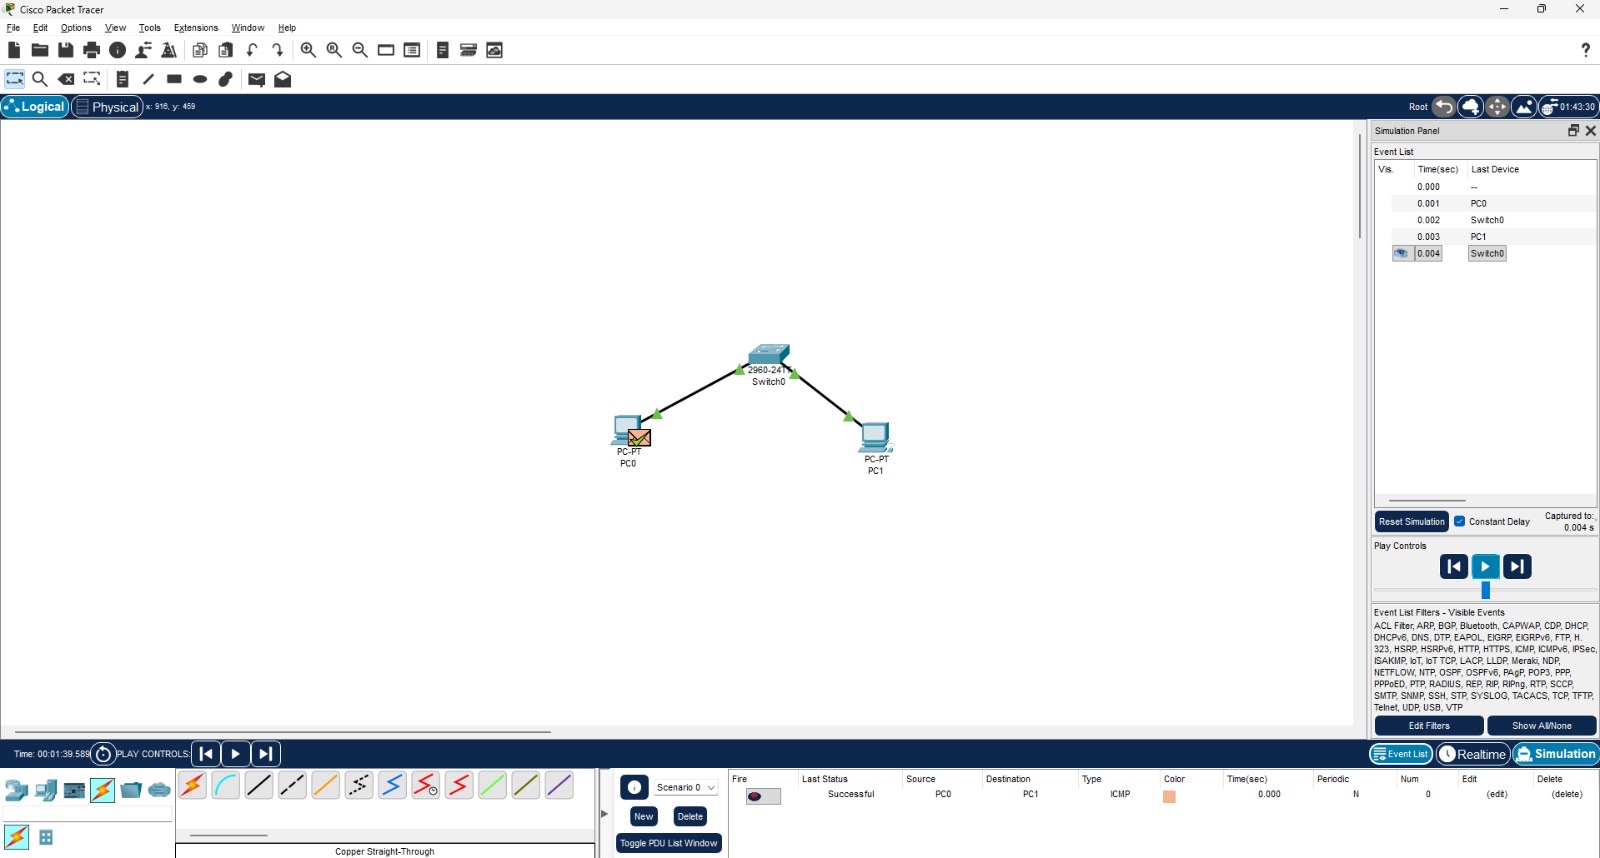 Cisco Packet Tracer
File Edit Options View Tools Extensions Window Help
?
Logical Physical x: 916, y: 459 Root 01:43:30
Simulation Panel
Event List
Vis. Time(sec) Last Device
0.000 --
0.001 PC0
0.002 Switch0
0.003 PC1
0.004 Switch0
2960-24TT
Switch0
PC-PT
PC0
PC-PT
PC1
Reset Simulation Constant Delay Captured to:
0.004 s
Play Controls
Event List Filters - Visible Events
ACL Filter, ARP, BGP, Bluetooth, CAPWAP, CDP, DHCP,
DHCPv6, DNS, DTP, EAPOL, EIGRP, EIGRPv6, FTP, H.
323, HSRP, HSRPv6, HTTP, HTTPS, ICMP, ICMPv6, IPSec,
ISAKMP, IoT, IoT TCP, LACP, LLDP, Meraki, NDP,
NETFLOW, NTP, OSPF, OSPFv6, PAgP, POP3, PPP,
PPPoED, PTP, RADIUS, REP, RIP, RIPng, RTP, SCCP,
SMTP, SNMP, SSH, STP, SYSLOG, TACACS, TCP, TFTP,
Telnet, UDP, USB, VTP
Edit Filters Show All/None
Time: 00:01:39.589 PLAY CONTROLS: Event List Realtime Simulation
Scenario 0
New Delete
Toggle PDU List Window
Fire Last Status Source Destination Type Color Time(sec) Periodic Num Edit Delete
Successful PC0 PC1 ICMP 0.000 N 0 (edit) (delete)
Copper Straight-Through